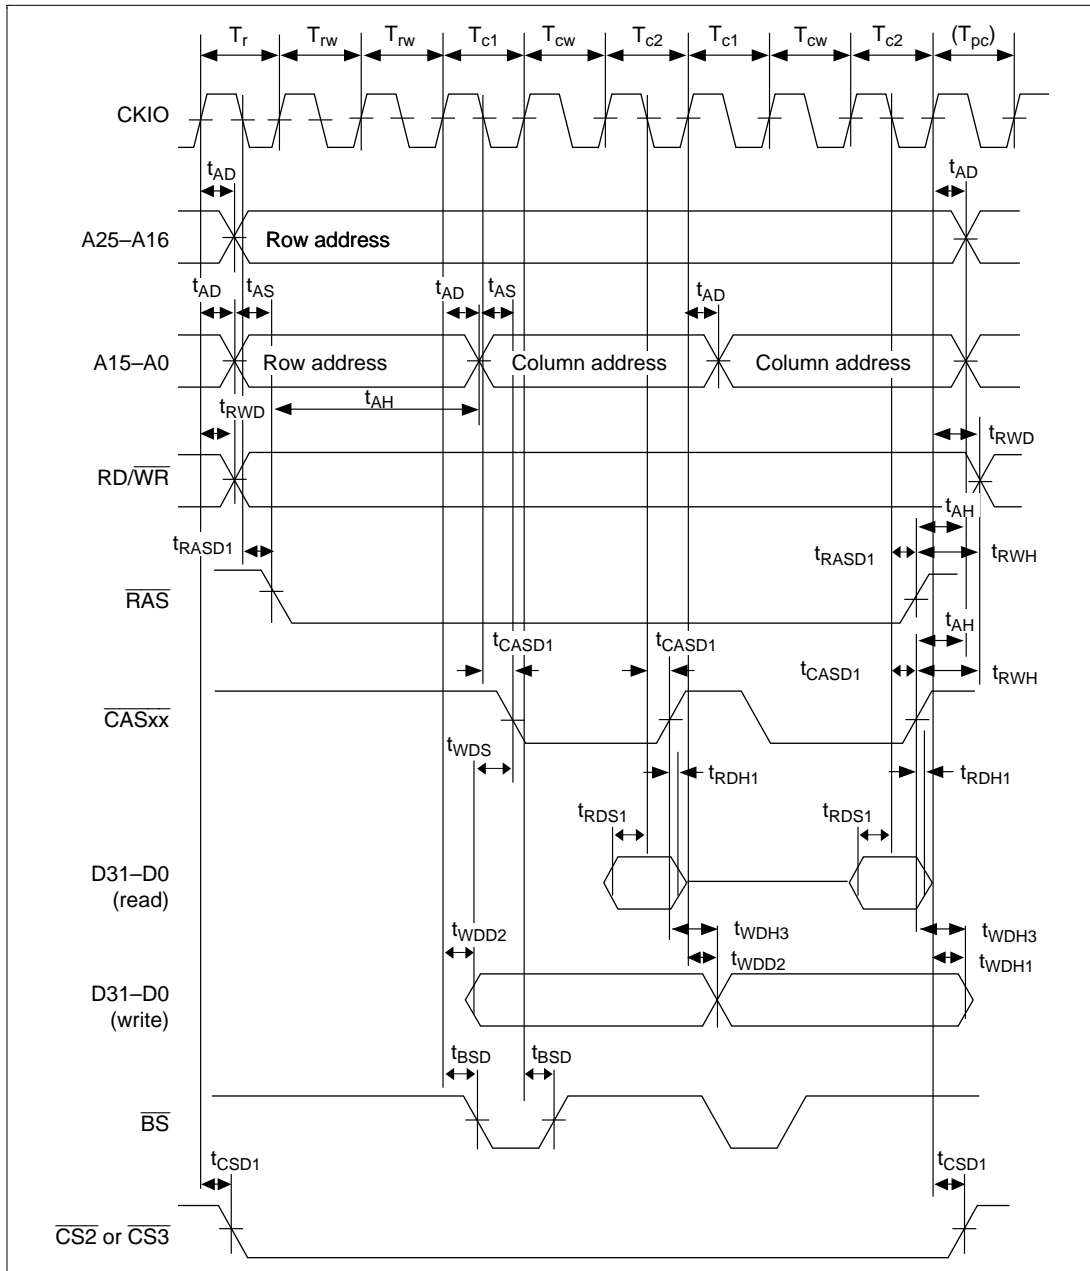 Tr Trw Trw Tc1 Tcw Tc2 Tc1 Tcw Tc2 (Tpc)
CKIO
tAD tAD
A25–A16 Row address
tAD tAS tAD tAS tAD
A15–A0 Row address Column address Column address
tAH
tRWD tRWD
RD/WR
tAH
tRASD1 tRASD1 tRWH
RAS
tAH
tCASD1 tCASD1 tCASD1 tRWH
CASxx
tWDS tRDH1 tRDH1
tRDS1 tRDS1
D31–D0
(read)
tWDD2 tWDH3 tWDH3
tWDD2 tWDH1
D31–D0
(write)
tBSD tBSD
BS
tCSD1 tCSD1
CS2 or CS3